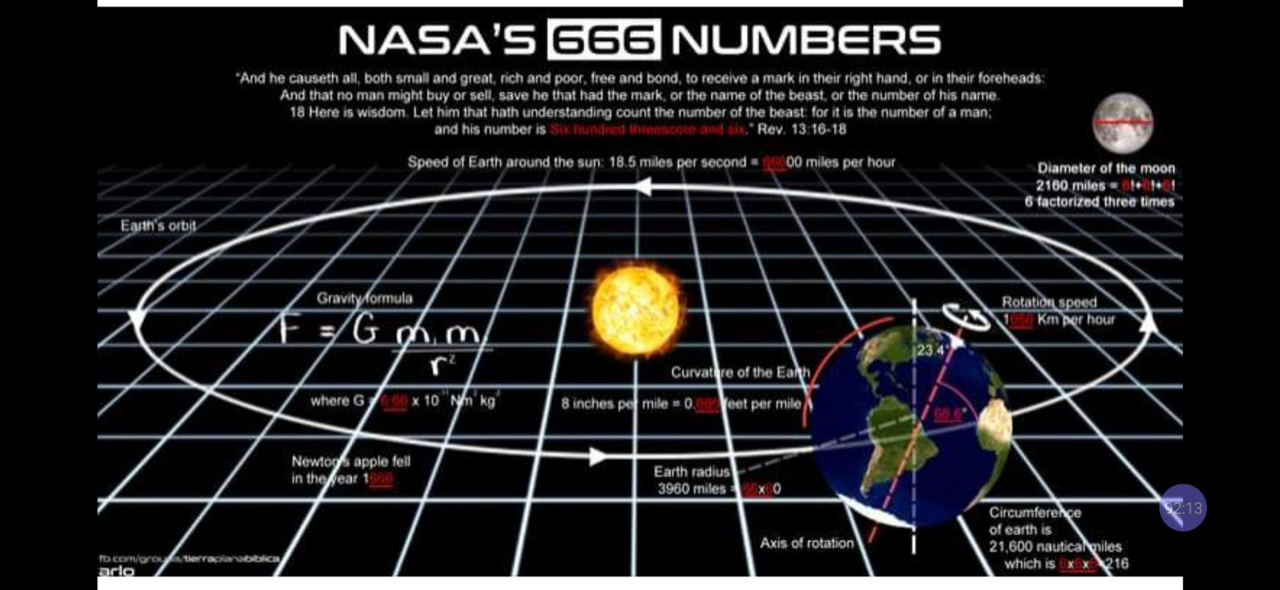 NASA'S 666 NUMBERS
"And he causeth all, both small and great, rich and poor, free and bond, to receive a mark in their right hand, or in their foreheads:
And that no man might buy or sell, save he that had the mark, or the name of the beast, or the number of his name.
18 Here is wisdom. Let him that hath understanding count the number of the beast: for it is the number of a man;
and his number is Six hundred threescore and six." Rev. 13:16-18
Speed of Earth around the sun: 18.5 miles per second = 66600 miles per hour
Diameter of the moon
2160 miles = 6!+6!+6!
6 factorized three times
Earth's orbit
Gravity formula
F = G m, m,
r²
where G = 6.66 x 10⁻¹¹ Nm² kg⁻²
Rotation speed
1666 Km per hour
23.4°
Curvature of the Earth
8 inches per mile = 0.666 feet per mile
66.6°
Newton's apple fell
in the year 1666
Earth radius
3960 miles = 66x60
Axis of rotation
Circumference
of earth is
21,600 nautical miles
which is 6x6x6=216
92:13
fb.com/groups/tierraplanabiblica
arlo